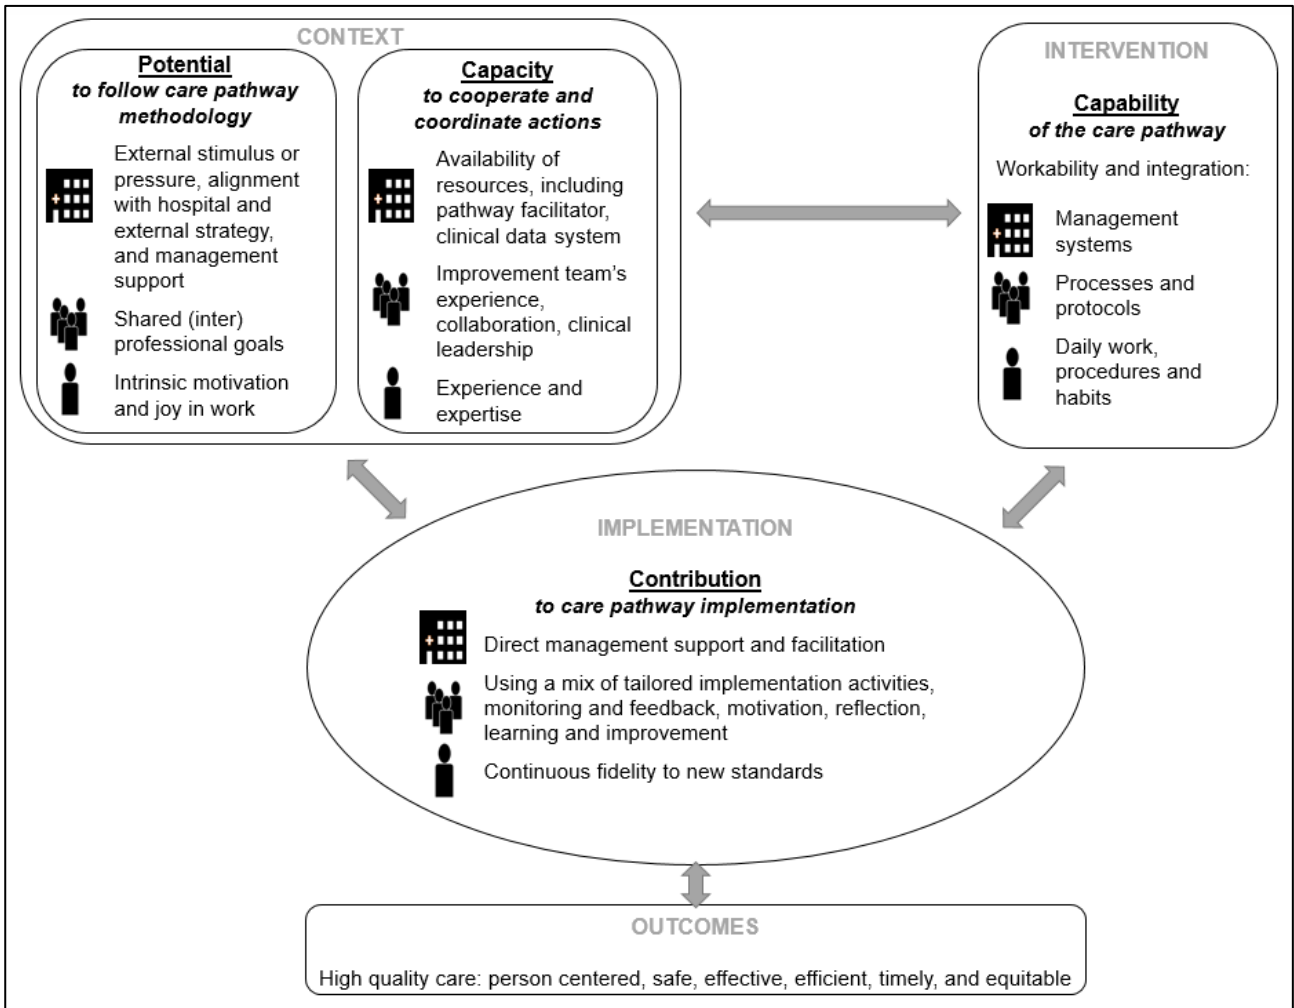 CONTEXT
Potential
to follow care pathway
methodology
External stimulus or
pressure, alignment
with hospital and
external strategy,
and management
support
Shared (inter)
professional goals
Intrinsic motivation
and joy in work
Capacity
to cooperate and
coordinate actions
Availability of
resources, including
pathway facilitator,
clinical data system
Improvement team's
experience,
collaboration, clinical
leadership
Experience and
expertise
INTERVENTION
Capability
of the care pathway
Workability and integration:
Management
systems
Processes and
protocols
Daily work,
procedures and
habits
IMPLEMENTATION
Contribution
to care pathway implementation
Direct management support and facilitation
Using a mix of tailored implementation activities,
monitoring and feedback, motivation, reflection,
learning and improvement
Continuous fidelity to new standards
OUTCOMES
High quality care: person centered, safe, effective, efficient, timely, and equitable